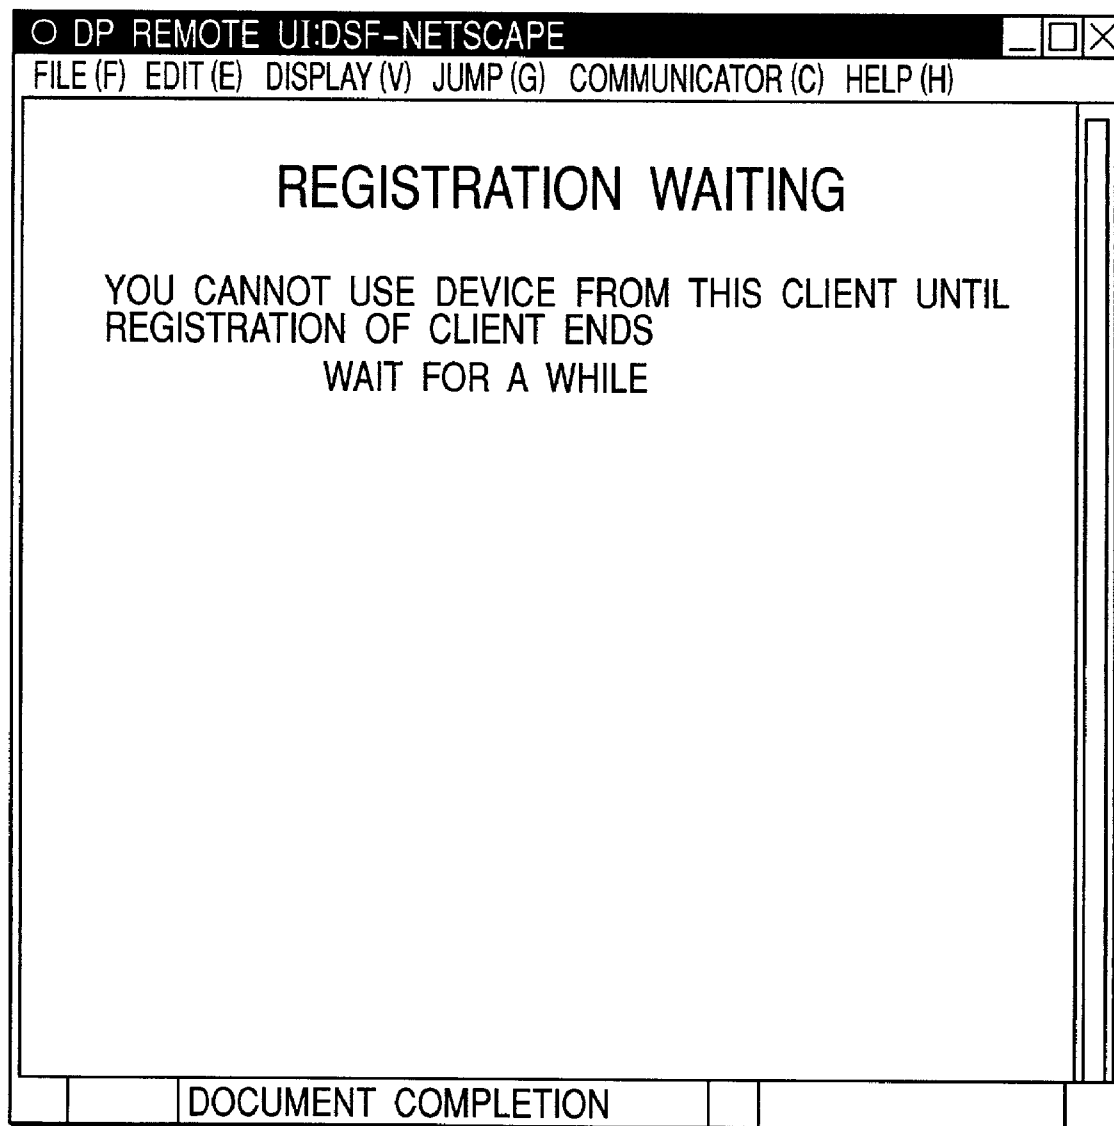 DP REMOTE UI:DSF-NETSCAPE
FILE (F) EDIT (E) DISPLAY (V) JUMP (G) COMMUNICATOR (C) HELP (H)
REGISTRATION WAITING
YOU CANNOT USE DEVICE FROM THIS CLIENT UNTIL
REGISTRATION OF CLIENT ENDS
WAIT FOR A WHILE
DOCUMENT COMPLETION